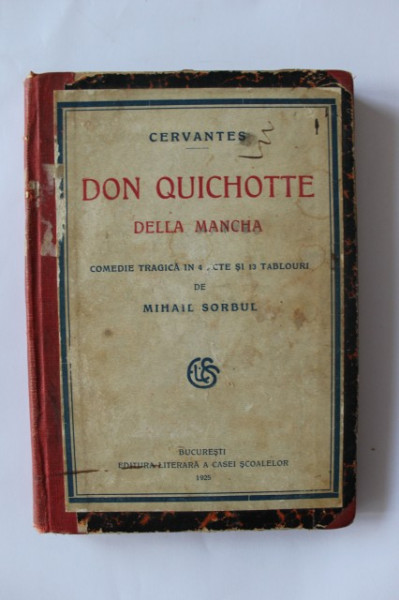 CERVANTES
DON QUICHOTTE
DELLA MANCHA
COMEDIE TRAGICĂ IN 4 ACTE ȘI 13 TABLOURI
DE
MIHAIL SORBUL
BUCUREȘTI
EDITURA LITERARĂ A CASEI ȘCOALELOR
1925